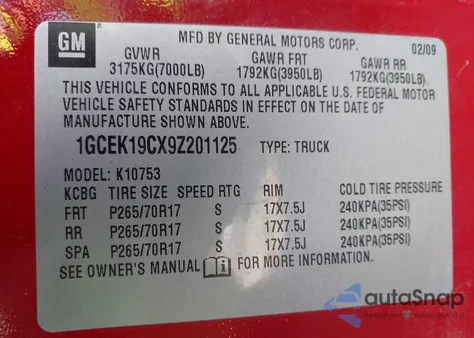 GM
MFD BY GENERAL MOTORS CORP. 02/09
GVWR GAWR FRT GAWR RR
3175KG(7000LB) 1792KG(3950LB) 1792KG(3950LB)
THIS VEHICLE CONFORMS TO ALL APPLICABLE U.S. FEDERAL MOTOR
VEHICLE SAFETY STANDARDS IN EFFECT ON THE DATE OF
MANUFACTURE SHOWN ABOVE.
1GCEK19CX9Z201125 TYPE: TRUCK
MODEL: K10753
KCBG TIRE SIZE SPEED RTG RIM COLD TIRE PRESSURE
FRT P265/70R17 S 17X7.5J 240KPA(35PSI)
RR P265/70R17 S 17X7.5J 240KPA(35PSI)
SPA P265/70R17 S 17X7.5J 240KPA(35PSI)
SEE OWNER'S MANUAL FOR MORE INFORMATION.
autoSnap